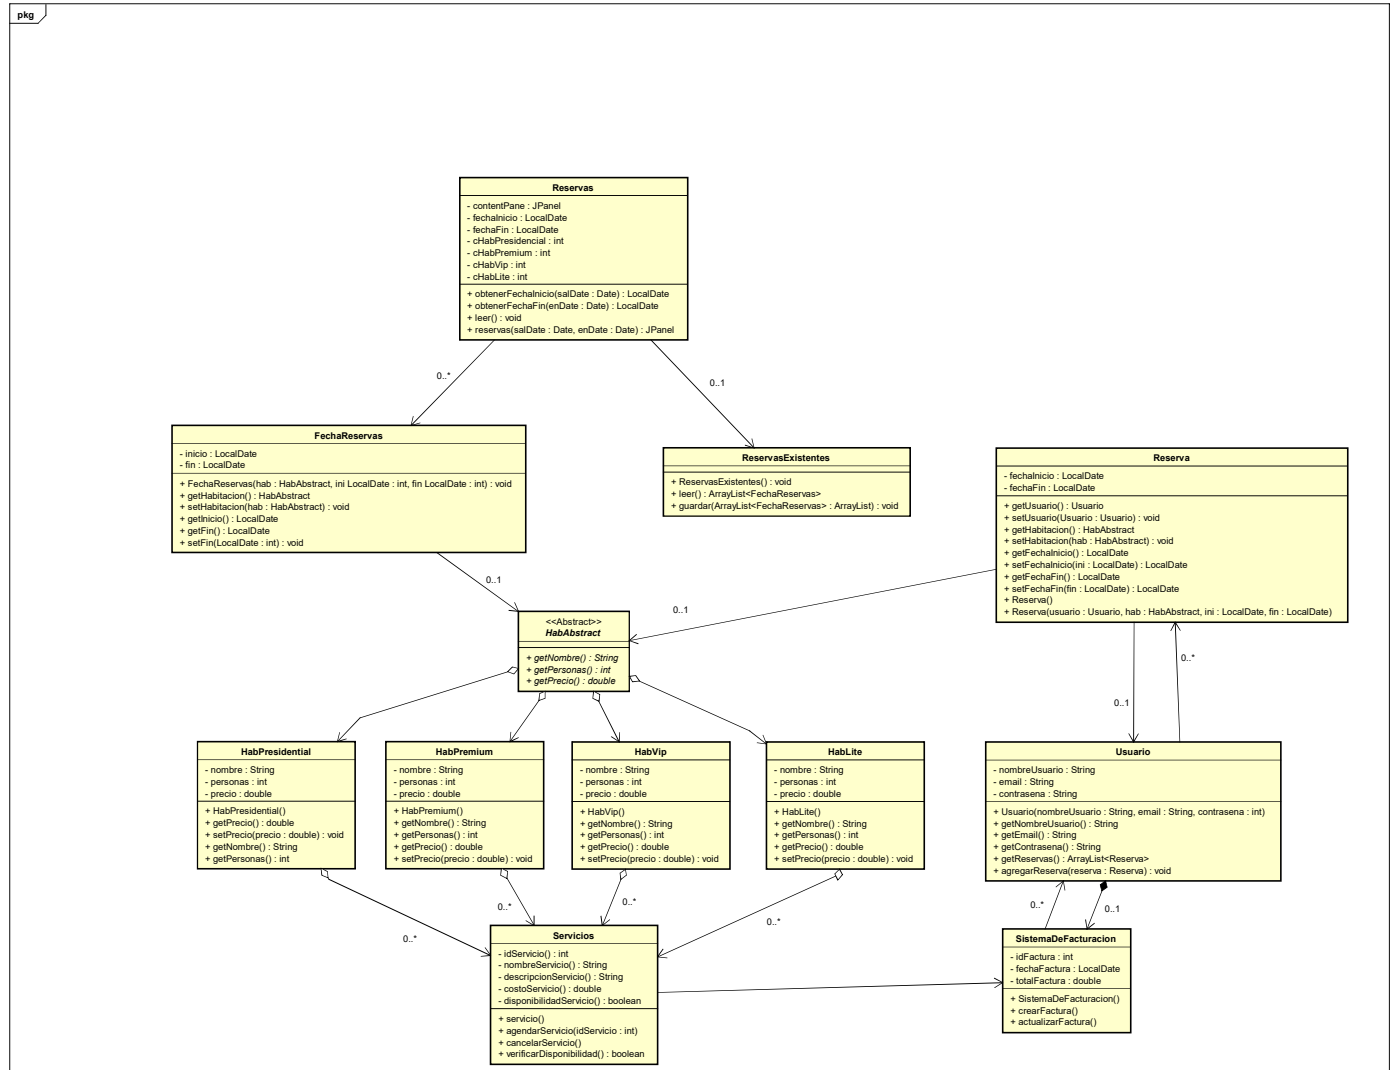 pkg
Reservas
- contentPane : JPanel
- fechaInicio : LocalDate
- fechaFin : LocalDate
- cHabPresidencial : int
- cHabPremium : int
- cHabVip : int
- cHabLite : int
+ obtenerFechaInicio(salDate : Date) : LocalDate
+ obtenerFechaFin(enDate : Date) : LocalDate
+ leer() : void
+ reservas(salDate : Date, enDate : Date) : JPanel
0..*
0..1
FechaReservas
- inicio : LocalDate
- fin : LocalDate
+ FechaReservas(hab : HabAbstract, ini LocalDate : int, fin LocalDate : int) : void
+ getHabitacion() : HabAbstract
+ setHabitacion(hab : HabAbstract) : void
+ getInicio() : LocalDate
+ getFin() : LocalDate
+ setFin(LocalDate : int) : void
ReservasExistentes
+ ReservasExistentes() : void
+ leer() : ArrayList<FechaReservas>
+ guardar(ArrayList<FechaReservas> : ArrayList) : void
Reserva
- fechaInicio : LocalDate
- fechaFin : LocalDate
+ getUsuario() : Usuario
+ setUsuario(Usuario : Usuario) : void
+ getHabitacion() : HabAbstract
+ setHabitacion(hab : HabAbstract) : void
+ getFechaInicio() : LocalDate
+ setFechaInicio(ini : LocalDate) : LocalDate
+ getFechaFin() : LocalDate
+ setFechaFin(fin : LocalDate) : LocalDate
+ Reserva()
+ Reserva(usuario : Usuario, hab : HabAbstract, ini : LocalDate, fin : LocalDate)
0..1
0..1
<<Abstract>>
HabAbstract
+ getNombre() : String
+ getPersonas() : int
+ getPrecio() : double
0..*
0..1
HabPresidential
- nombre : String
- personas : int
- precio : double
+ HabPresidential()
+ getPrecio() : double
+ setPrecio(precio : double) : void
+ getNombre() : String
+ getPersonas() : int
HabPremium
- nombre : String
- personas : int
- precio : double
+ HabPremium()
+ getNombre() : String
+ getPersonas() : int
+ getPrecio() : double
+ setPrecio(precio : double) : void
HabVip
- nombre : String
- personas : int
- precio : double
+ HabVip()
+ getNombre() : String
+ getPersonas() : int
+ getPrecio() : double
+ setPrecio(precio : double) : void
HabLite
- nombre : String
- personas : int
- precio : double
+ HabLite()
+ getNombre() : String
+ getPersonas() : int
+ getPrecio() : double
+ setPrecio(precio : double) : void
Usuario
- nombreUsuario : String
- email : String
- contrasena : String
+ Usuario(nombreUsuario : String, email : String, contrasena : int)
+ getNombreUsuario() : String
+ getEmail() : String
+ getContrasena() : String
+ getReservas() : ArrayList<Reserva>
+ agregarReserva(reserva : Reserva) : void
0..*
0..*
0..*
0..*
0..*
0..1
Servicios
- idServicio() : int
- nombreServicio() : String
- descripcionServicio() : String
- costoServicio() : double
- disponibilidadServicio() : boolean
+ servicio()
+ agendarServicio(idServicio : int)
+ cancelarServicio()
+ verificarDisponibilidad() : boolean
SistemaDeFacturacion
- idFactura : int
- fechaFactura : LocalDate
- totalFactura : double
+ SistemaDeFacturacion()
+ crearFactura()
+ actualizarFactura()